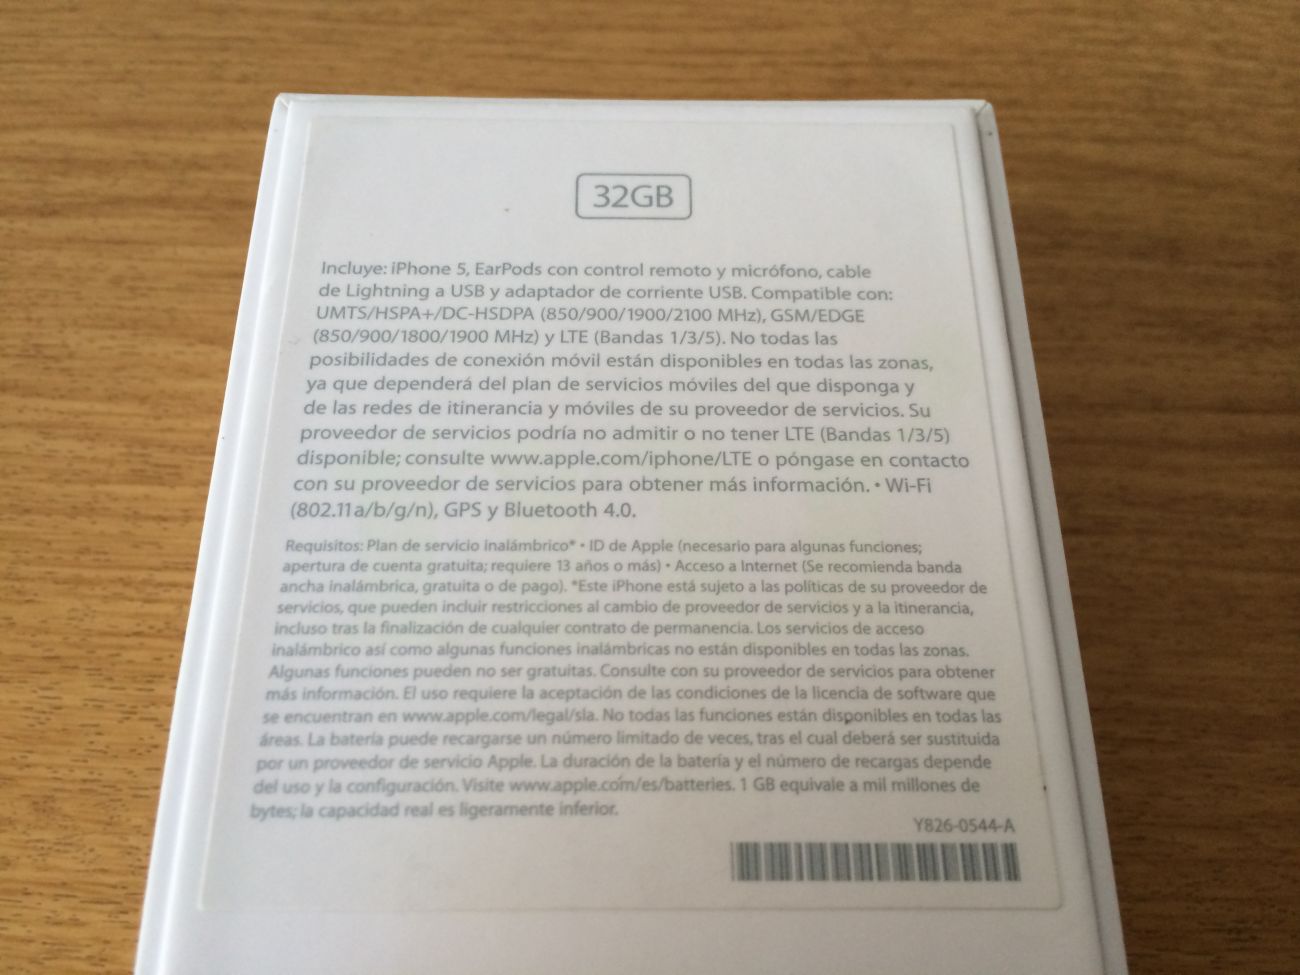 32GB
Incluye: iPhone 5, EarPods con control remoto y micrófono, cable
de Lightning a USB y adaptador de corriente USB. Compatible con:
UMTS/HSPA+/DC-HSDPA (850/900/1900/2100 MHz), GSM/EDGE
(850/900/1800/1900 MHz) y LTE (Bandas 1/3/5). No todas las
posibilidades de conexión móvil están disponibles en todas las zonas,
ya que dependerá del plan de servicios móviles del que disponga y
de las redes de itinerancia y móviles de su proveedor de servicios. Su
proveedor de servicios podría no admitir o no tener LTE (Bandas 1/3/5)
disponible; consulte www.apple.com/iphone/LTE o póngase en contacto
con su proveedor de servicios para obtener más información. • Wi-Fi
(802.11a/b/g/n), GPS y Bluetooth 4.0.
Requisitos: Plan de servicio inalámbrico* • ID de Apple (necesario para algunas funciones;
apertura de cuenta gratuita; requiere 13 años o más) • Acceso a Internet (Se recomienda banda
ancha inalámbrica, gratuita o de pago). *Este iPhone está sujeto a las políticas de su proveedor de
servicios, que pueden incluir restricciones al cambio de proveedor de servicios y a la itinerancia,
incluso tras la finalización de cualquier contrato de permanencia. Los servicios de acceso
inalámbrico así como algunas funciones inalámbricas no están disponibles en todas las zonas.
Algunas funciones pueden no ser gratuitas. Consulte con su proveedor de servicios para obtener
más información. El uso requiere la aceptación de las condiciones de la licencia de software que
se encuentran en www.apple.com/legal/sla. No todas las funciones están disponibles en todas las
áreas. La batería puede recargarse un número limitado de veces, tras el cual deberá ser sustituida
por un proveedor de servicio Apple. La duración de la batería y el número de recargas depende
del uso y la configuración. Visite www.apple.com/es/batteries. 1 GB equivale a mil millones de
bytes; la capacidad real es ligeramente inferior.
Y826-0544-A